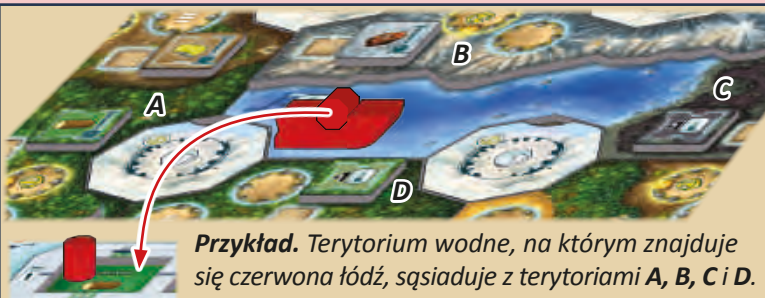 A
B
C
D
Przykład. Terytorium wodne, na którym znajduje
się czerwona łódź, sąsiaduje z terytoriami A, B, C i D.